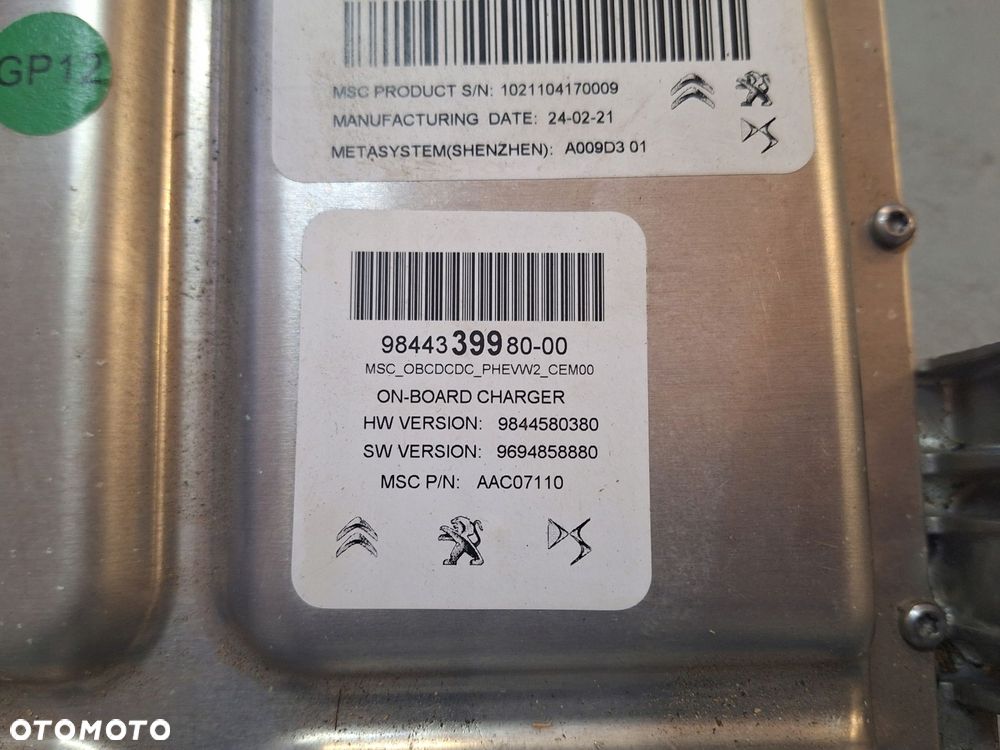 GP12
MSC PRODUCT S/N: 1021104170009
MANUFACTURING DATE: 24-02-21
METASYSTEM(SHENZHEN): A009D3 01
98443 399 80-00
MSC_OBCDCDC_PHEVW2_CEM00
ON-BOARD CHARGER
HW VERSION: 9844580380
SW VERSION: 9694858880
MSC P/N: AAC07110
OTOMOTO